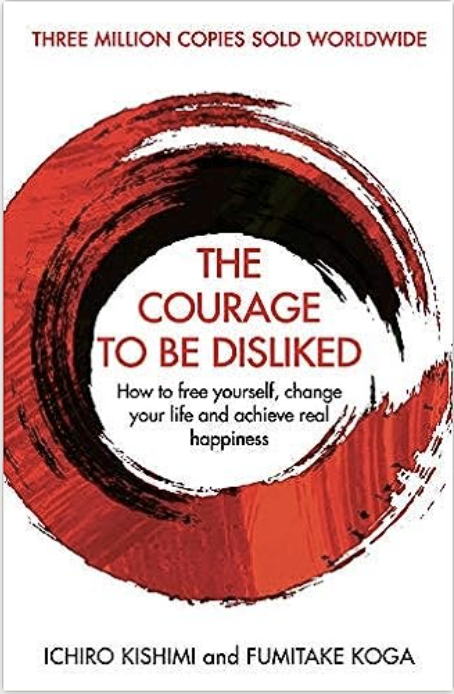 THREE MILLION COPIES SOLD WORLDWIDE
THE
COURAGE
TO BE DISLIKED
How to free yourself, change
your life and achieve real
happiness
ICHIRO KISHIMI and FUMITAKE KOGA